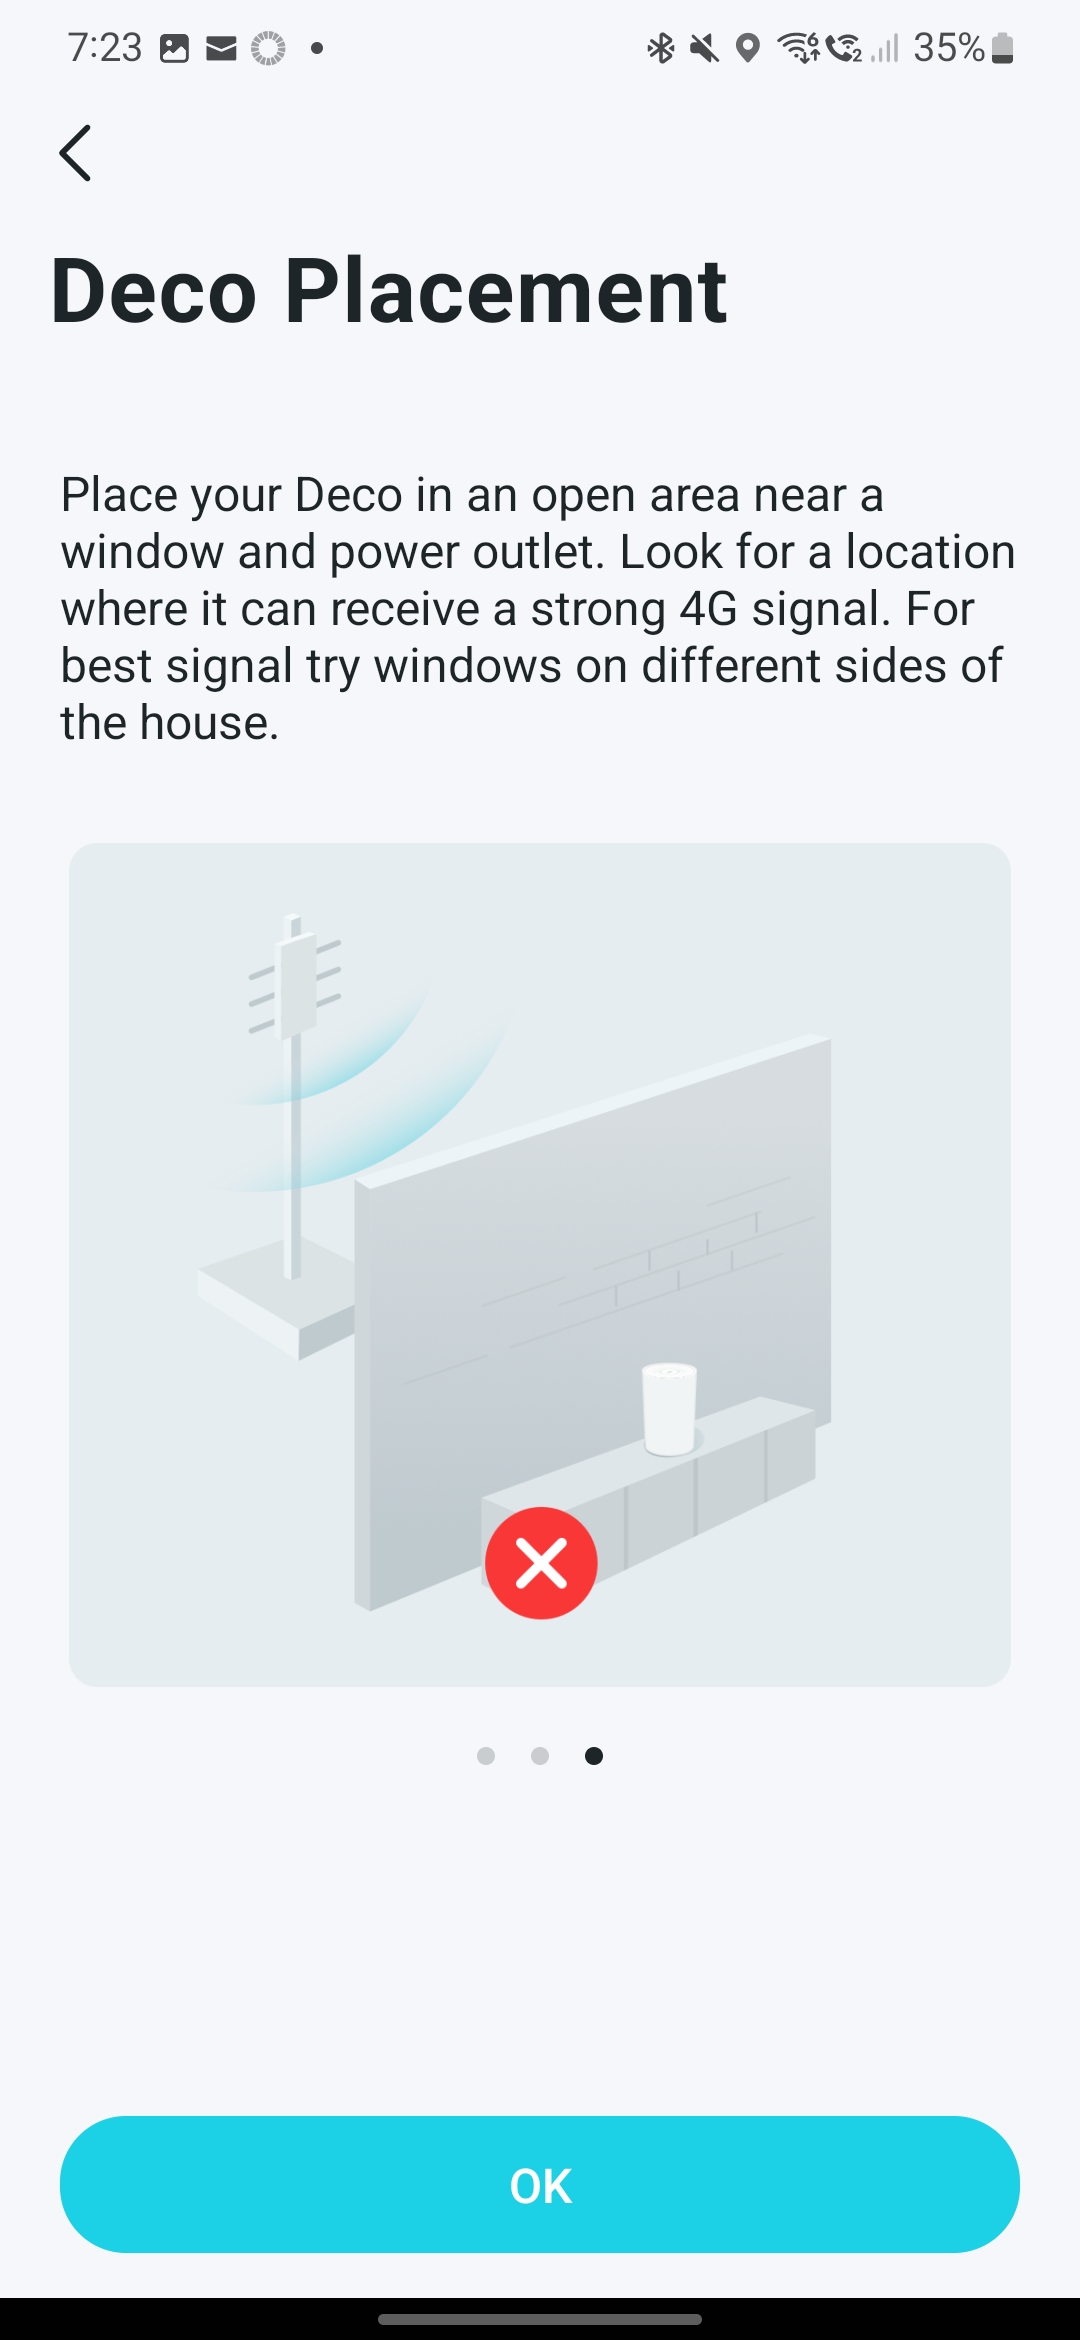 7:23
35%
Deco Placement
Place your Deco in an open area near a
window and power outlet. Look for a location
where it can receive a strong 4G signal. For
best signal try windows on different sides of
the house.
OK